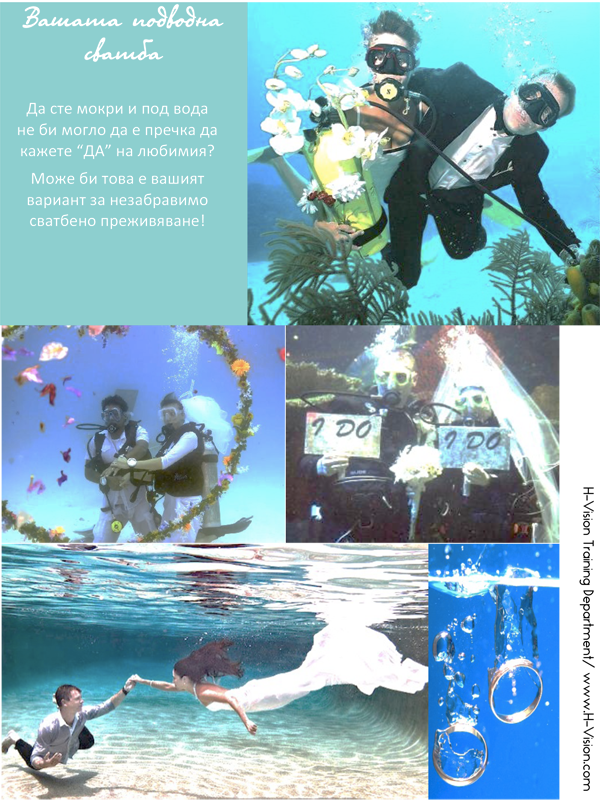 Вашата подводна
сватба
Да сте мокри и под вода
не би могло да е пречка да
кажете “ДА” на любимия?
Може би това е вашият
вариант за незабравимо
сватбено преживяване!
I DO
I DO
H-Vision Training Department/ www.H-Vision.com